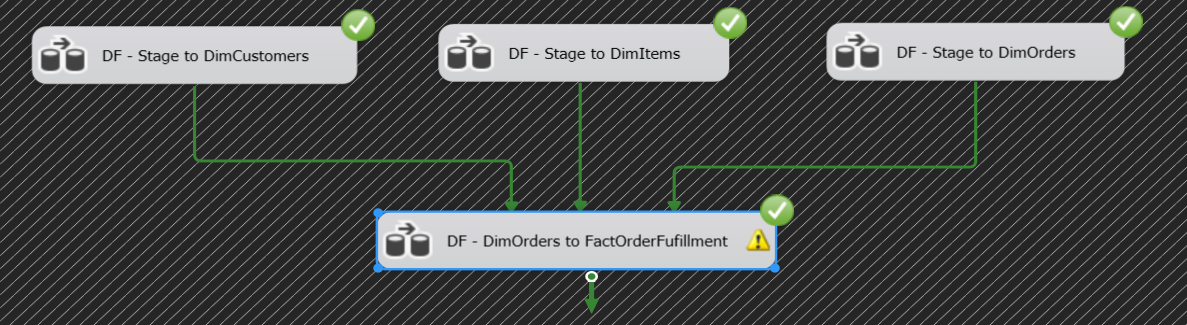 DF - Stage to DimCustomers
DF - Stage to DimItems
DF - Stage to DimOrders
DF - DimOrders to FactOrderFufillment